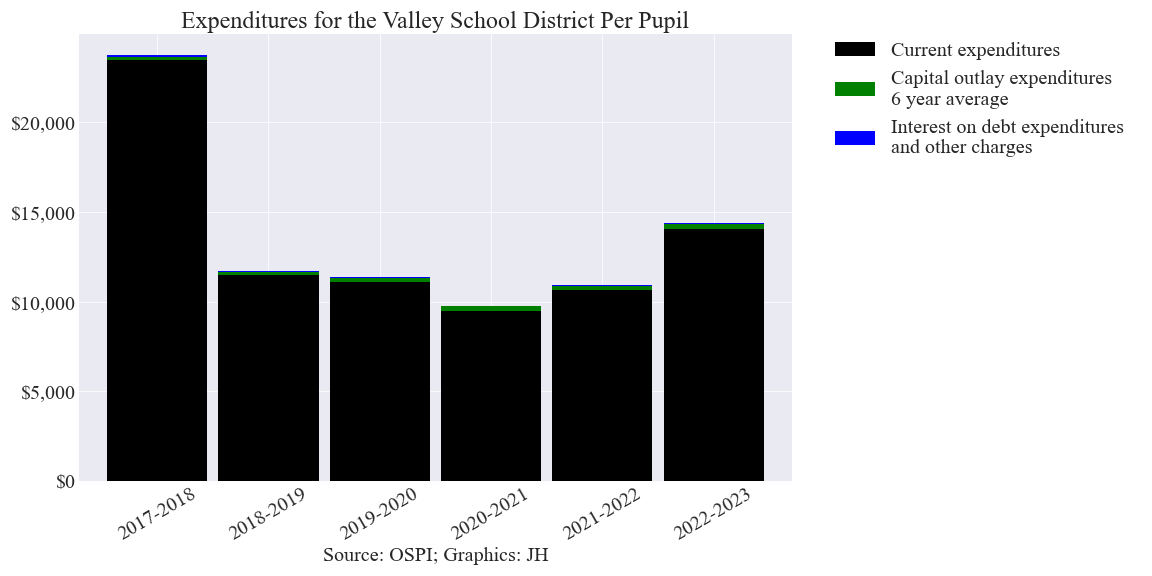 Expenditures for the Valley School District Per Pupil
Current expenditures
Capital outlay expenditures
6 year average
Interest on debt expenditures
and other charges
$20,000
$15,000
$10,000
$5,000
$0
2017-2018
2018-2019
2019-2020
2020-2021
2021-2022
2022-2023
Source: OSPI; Graphics: JH